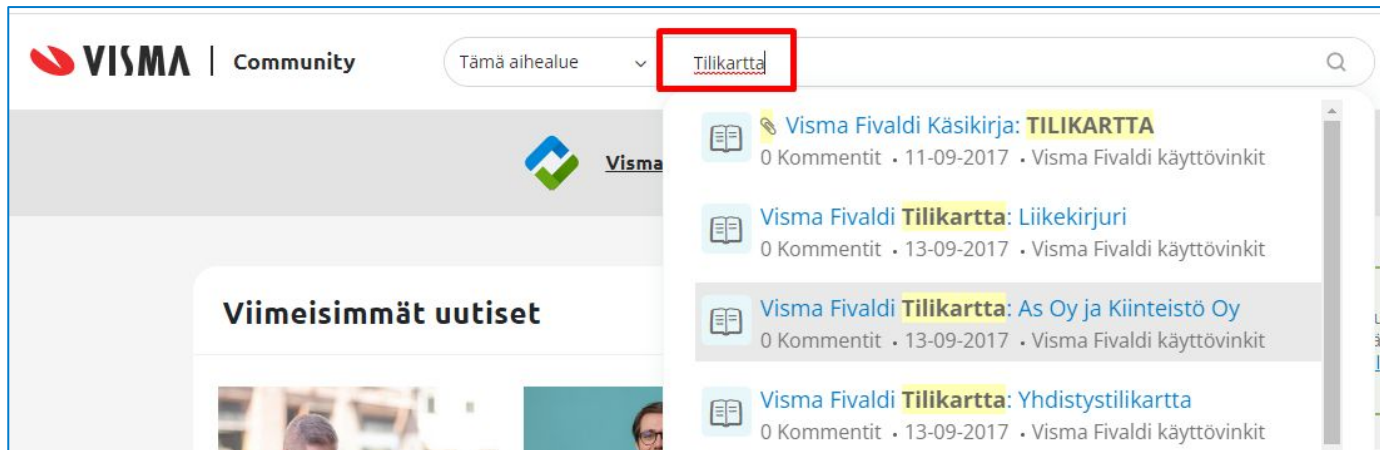 VISMA | Community
Tämä aihealue
Tilikartta
Visma Fivaldi Käsikirja: TILIKARTTA
0 Kommentit • 11-09-2017 • Visma Fivaldi käyttövinkit
Visma
Visma Fivaldi Tilikartta: Liikekirjuri
0 Kommentit • 13-09-2017 • Visma Fivaldi käyttövinkit
Viimeisimmät uutiset
Visma Fivaldi Tilikartta: As Oy ja Kiinteistö Oy
0 Kommentit • 13-09-2017 • Visma Fivaldi käyttövinkit
Visma Fivaldi Tilikartta: Yhdistystilikartta
0 Kommentit • 13-09-2017 • Visma Fivaldi käyttövinkit